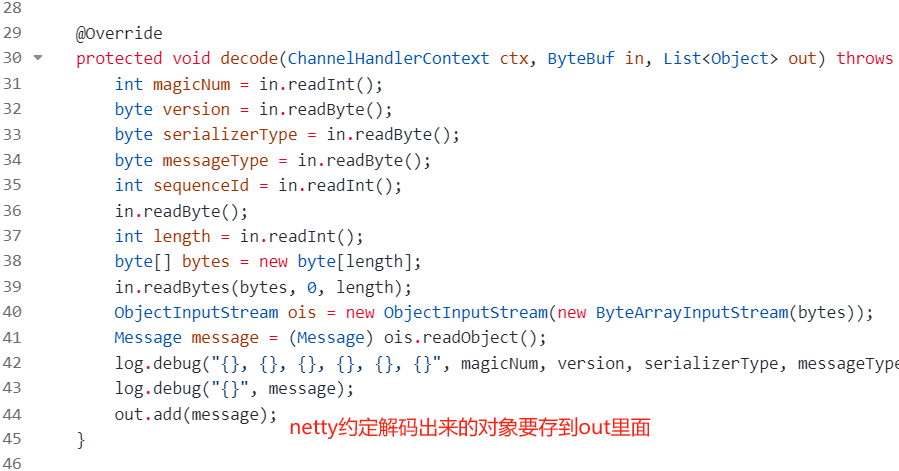 28
29 @Override
30 protected void decode(ChannelHandlerContext ctx, ByteBuf in, List<Object> out) throws
31 int magicNum = in.readInt();
32 byte version = in.readByte();
33 byte serializerType = in.readByte();
34 byte messageType = in.readByte();
35 int sequenceId = in.readInt();
36 in.readByte();
37 int length = in.readInt();
38 byte[] bytes = new byte[length];
39 in.readBytes(bytes, 0, length);
40 ObjectInputStream ois = new ObjectInputStream(new ByteArrayInputStream(bytes));
41 Message message = (Message) ois.readObject();
42 log.debug("{}, {}, {}, {}, {}, {}", magicNum, version, serializerType, messageType
43 log.debug("{}", message);
44 out.add(message);
netty约定解码出来的对象要存到out里面
45 }
46